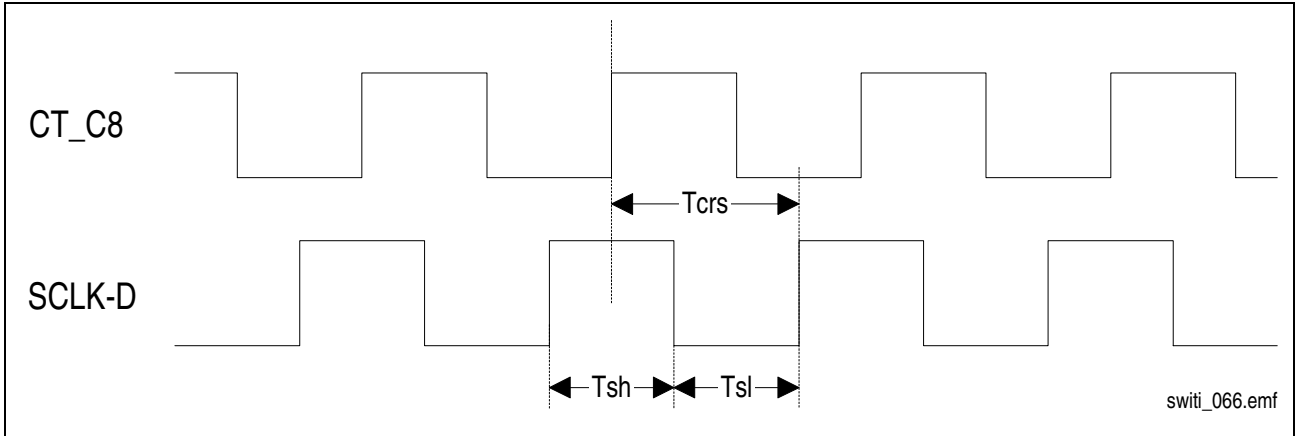 CT_C8
Tcrs
SCLK-D
Tsh
Tsl
switi_066.emf